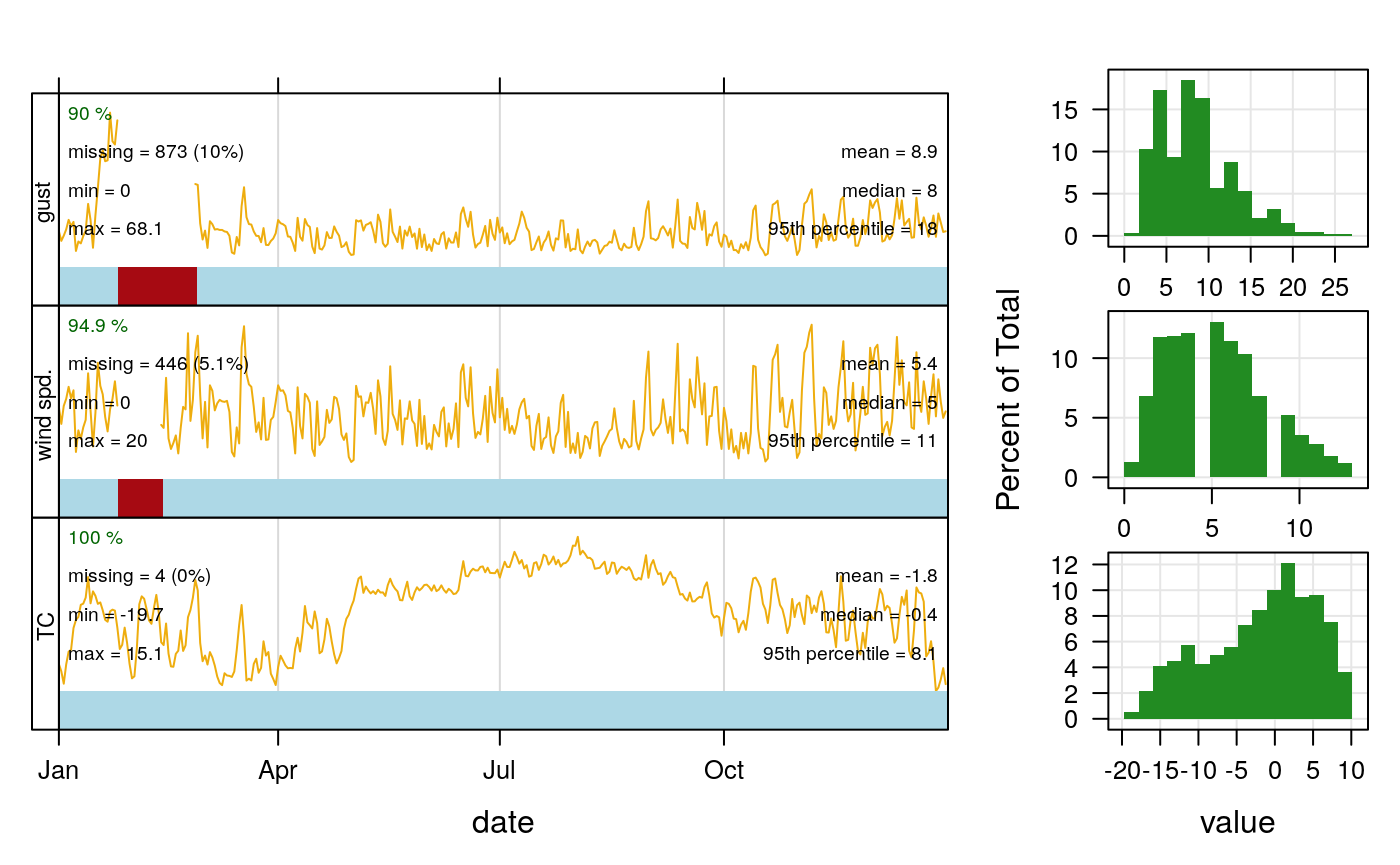 gust
90 %
missing = 873 (10%)
min = 0
max = 68.1
mean = 8.9
median = 8
95th percentile = 18
wind spd.
94.9 %
missing = 446 (5.1%)
min = 0
max = 20
mean = 5.4
median = 5
95th percentile = 11
TC
100 %
missing = 4 (0%)
min = -19.7
max = 15.1
mean = -1.8
median = -0.4
95th percentile = 8.1
Jan Apr Jul Oct
date
Percent of Total
15
10
5
0
0 5 10 15 20 25
10
5
0
0 5 10
12
10
8
6
4
2
0
-20 -15 -10 -5 0 5 10
value